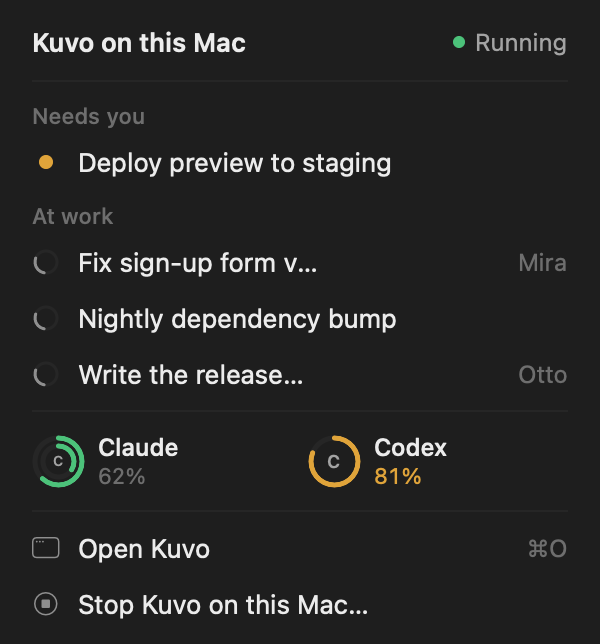 Kuvo on this Mac
Running
Needs you
Deploy preview to staging
At work
Fix sign-up form v...
Mira
Nightly dependency bump
Write the release...
Otto
C
Claude
62%
C
Codex
81%
Open Kuvo
⌘O
Stop Kuvo on this Mac...